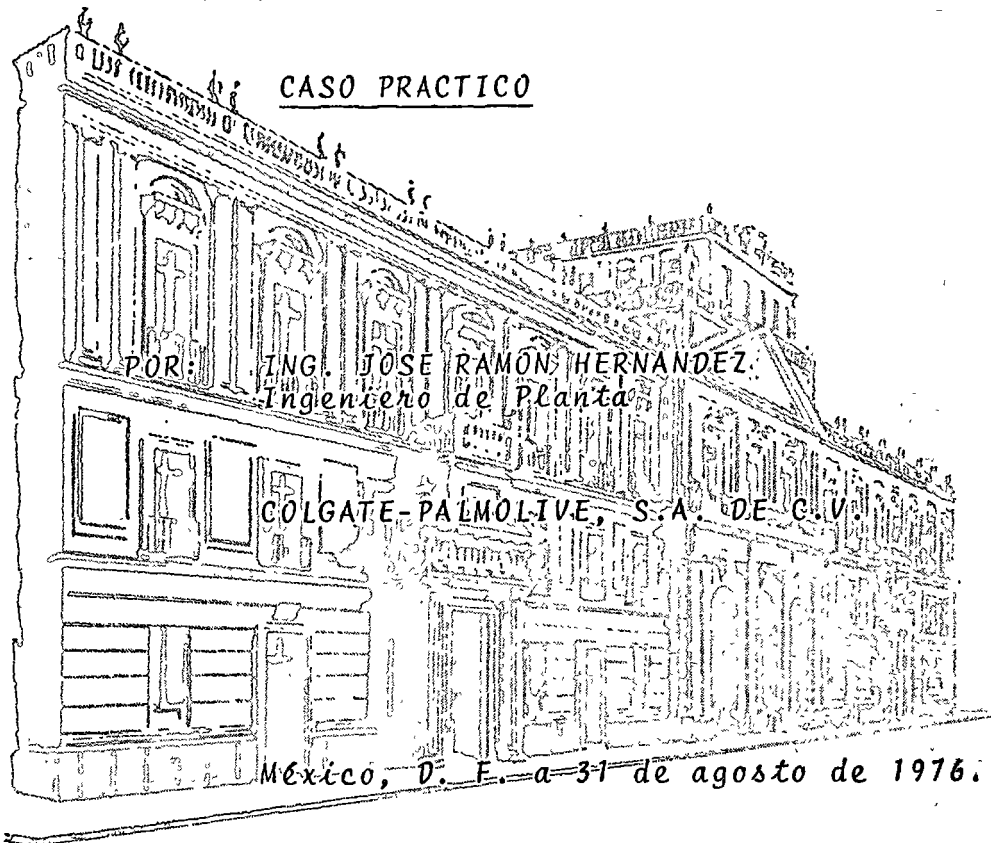 CASO PRACTICO
POR: ING. JOSE RAMON HERNANDEZ.
Ingeniero de Planta
COLGATE-PALMOLIVE, S.A. DE C.V.
México, D. F. a 31 de agosto de 1976.